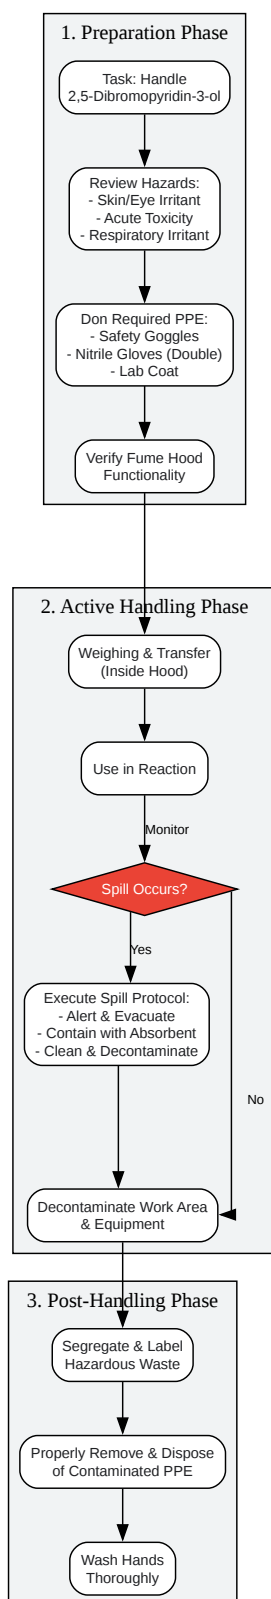 1. Preparation Phase
Task: Handle
2,5-Dibromopyridin-3-ol
Review Hazards:
- Skin/Eye Irritant
- Acute Toxicity
- Respiratory Irritant
Don Required PPE:
- Safety Goggles
- Nitrile Gloves (Double)
- Lab Coat
Verify Fume Hood
Functionality
2. Active Handling Phase
Weighing & Transfer
(Inside Hood)
Use in Reaction
Monitor
Spill Occurs?
Yes
Execute Spill Protocol:
- Alert & Evacuate
- Contain with Absorbent
- Clean & Decontaminate
No
Decontaminate Work Area
& Equipment
3. Post-Handling Phase
Segregate & Label
Hazardous Waste
Properly Remove & Dispose
of Contaminated PPE
Wash Hands
Thoroughly